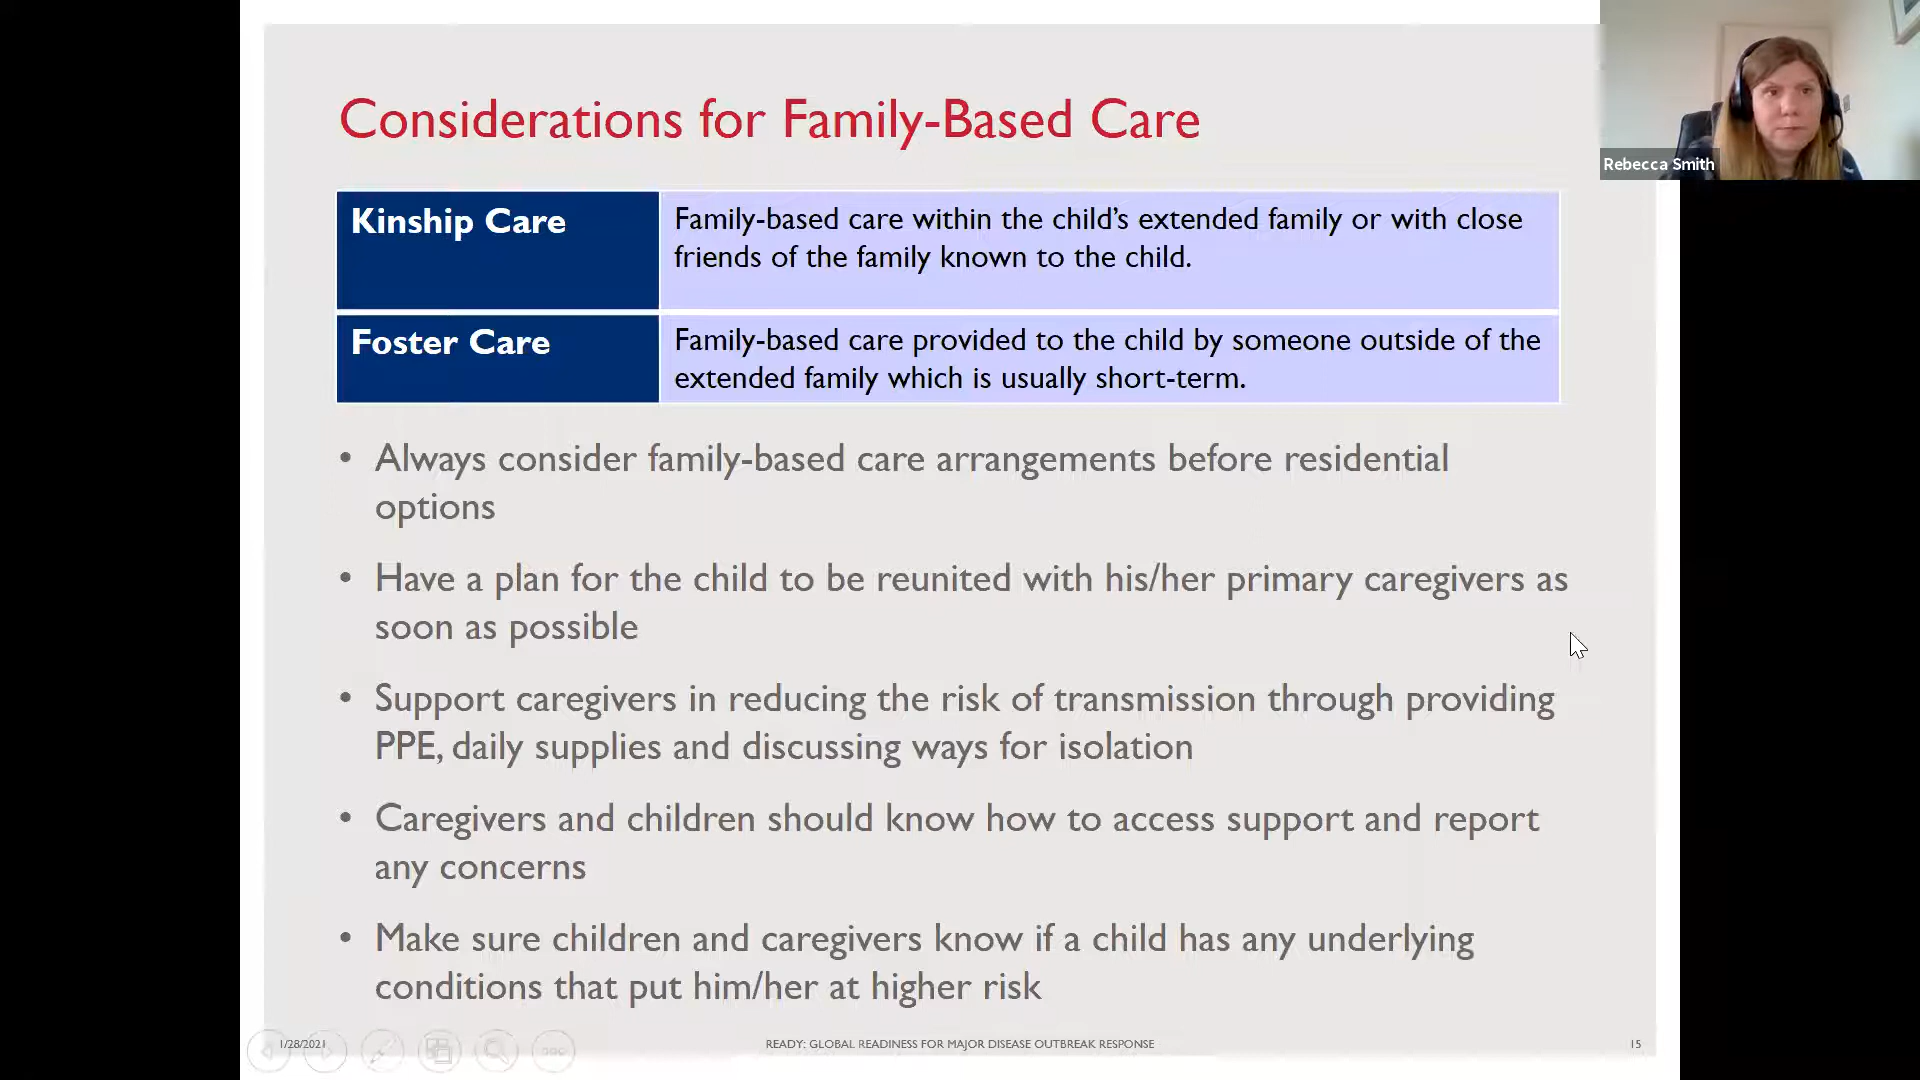 Considerations for Family-Based Care
Rebecca Smith
Kinship Care
Family-based care within the child’s extended family or with close
friends of the family known to the child.
Foster Care
Family-based care provided to the child by someone outside of the
extended family which is usually short-term.
• Always consider family-based care arrangements before residential
options
• Have a plan for the child to be reunited with his/her primary caregivers as
soon as possible
• Support caregivers in reducing the risk of transmission through providing
PPE, daily supplies and discussing ways for isolation
• Caregivers and children should know how to access support and report
any concerns
• Make sure children and caregivers know if a child has any underlying
conditions that put him/her at higher risk
1/28/2021
READY: GLOBAL READINESS FOR MAJOR DISEASE OUTBREAK RESPONSE
15